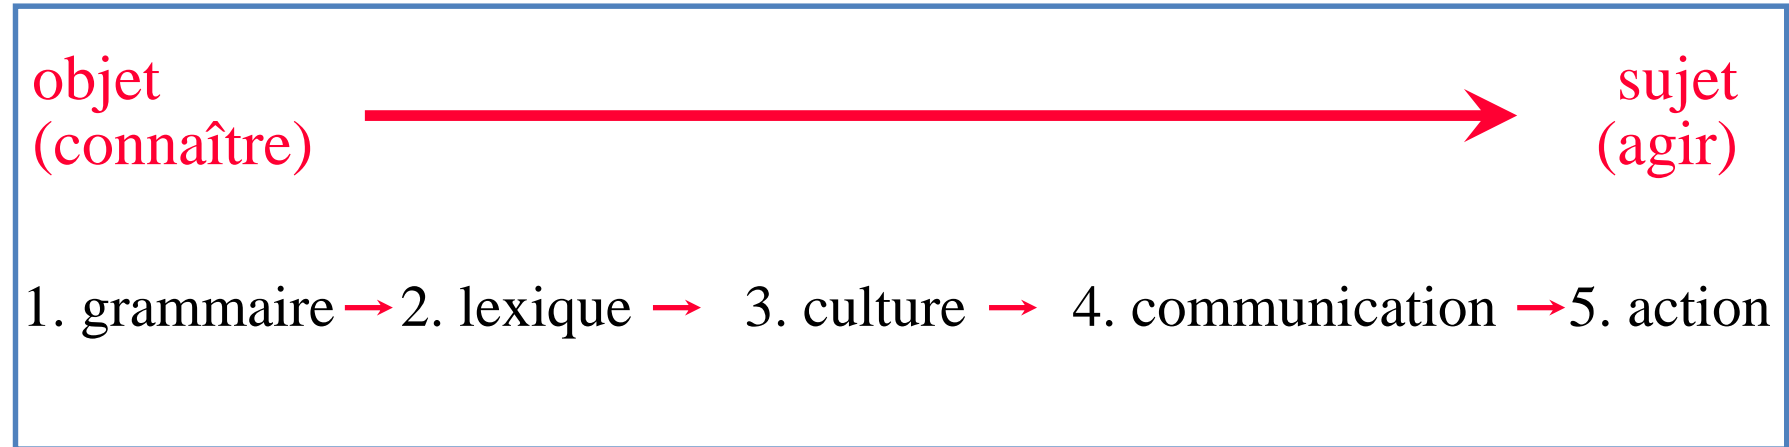 objet sujet
(connaître) (agir)
1. grammaire → 2. lexique → 3. culture → 4. communication → 5. action